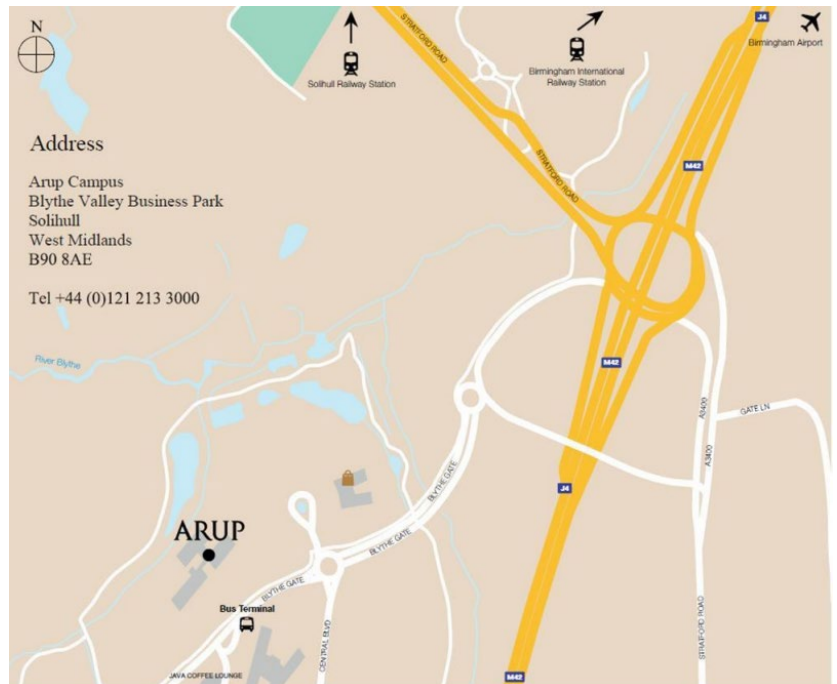 N
J4
Birmingham Airport
STRATFORD ROAD
Solihull Railway Station
Birmingham International
Railway Station
Address
STRATFORD ROAD
M42
Arup Campus
Blythe Valley Business Park
Solihull
West Midlands
B90 8AE
Tel +44 (0)121 213 3000
River Blythe
M42
A3400
GATE LN
A3400
BLYTHE GATE
J4
ARUP
BLYTHE GATE
BLYTHE GATE
Bus Terminal
CENTRAL BLVD
STRATFORD ROAD
JAVA COFFEE LOUNGE
M42